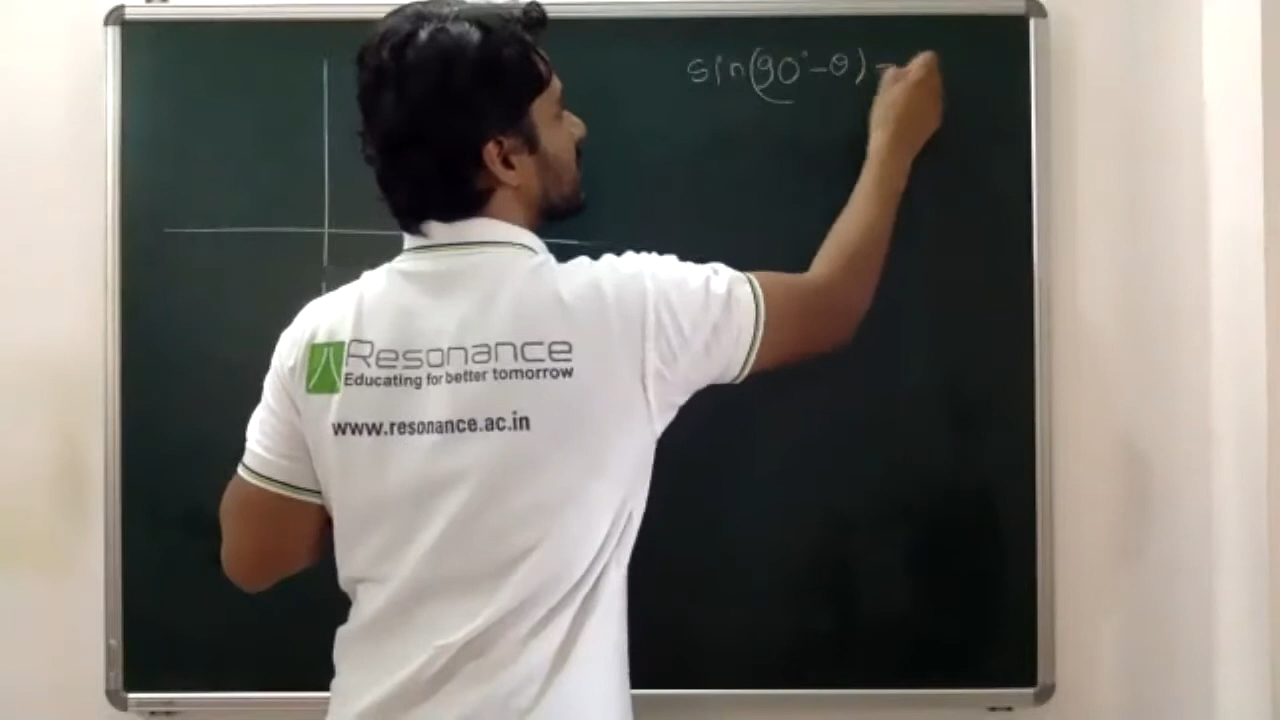 sin(90°-θ) =
Resonance
Educating for better tomorrow
www.resonance.ac.in